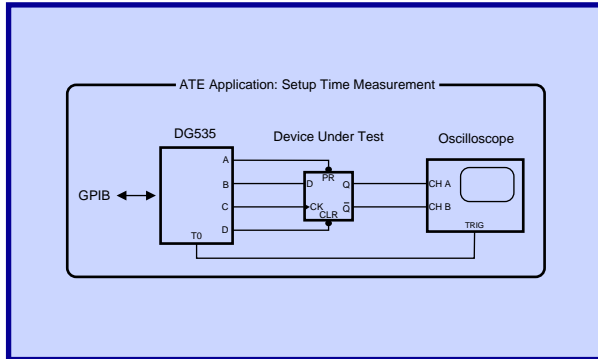 ATE Application: Setup Time Measurement
DG535
Device Under Test
Oscilloscope
GPIB
A
B
C
D
T0
PR
D
Q
CK
Q̅
CLR
CH A
CH B
TRIG